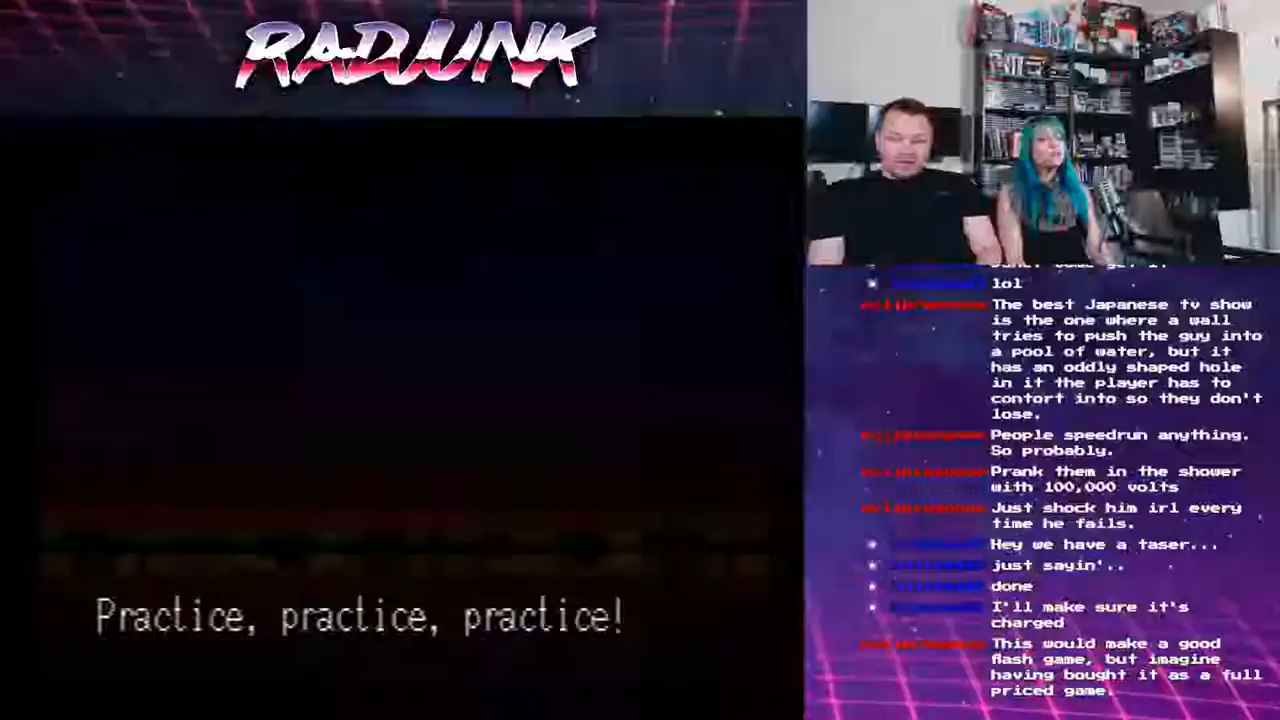 RADJUNK
lol
The best Japanese tv show
is the one where a wall
tries to push the guy into
a pool of water, but it
has an oddly shaped hole
in it the player has to
contort into so they don't
lose.
People speedrun anything.
So probably.
Prank them in the shower
with 100,000 volts
Just shock him irl every
time he fails.
Hey we have a taser...
just sayin'..
done
I'll make sure it's
charged
This would make a good
flash game, but imagine
having bought it as a full
priced game.
Practice, practice, practice!